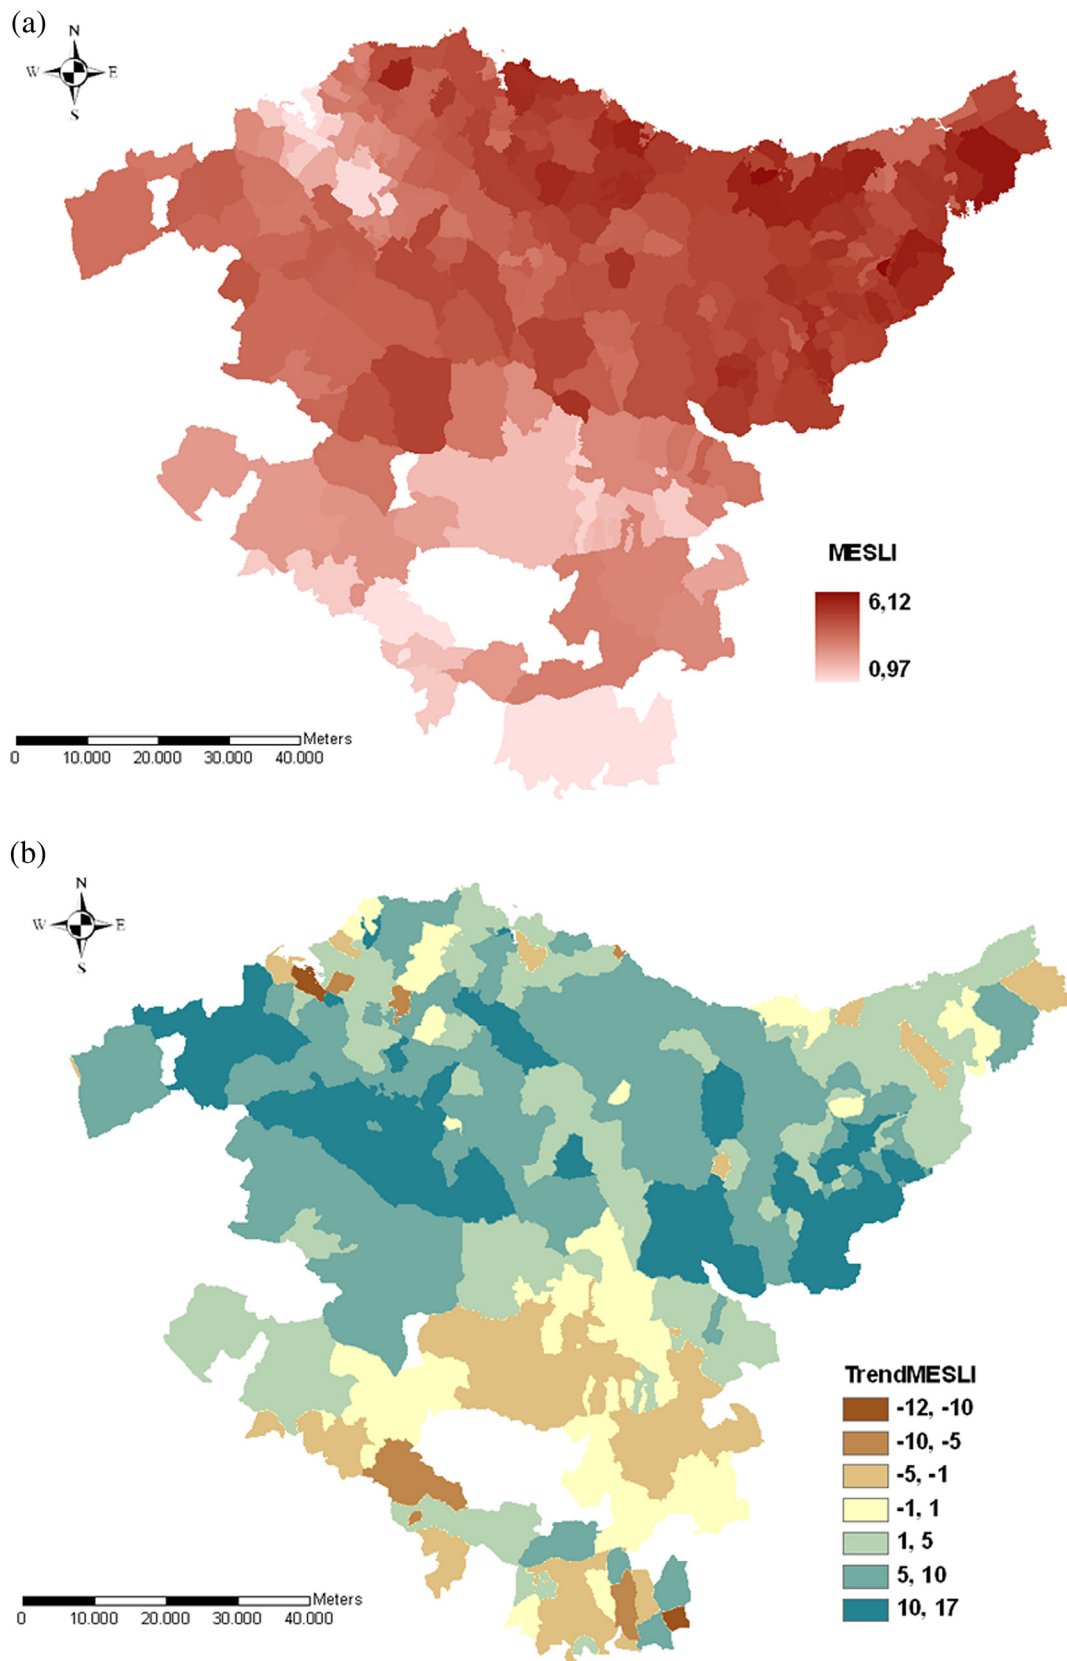 (a)
N
W E
S
MESLI
6,12
0,97
Meters
0 10.000 20.000 30.000 40.000
(b)
N
W E
S
TrendMESLI
-12, -10
-10, -5
-5, -1
-1, 1
1, 5
5, 10
10, 17
Meters
0 10.000 20.000 30.000 40.000